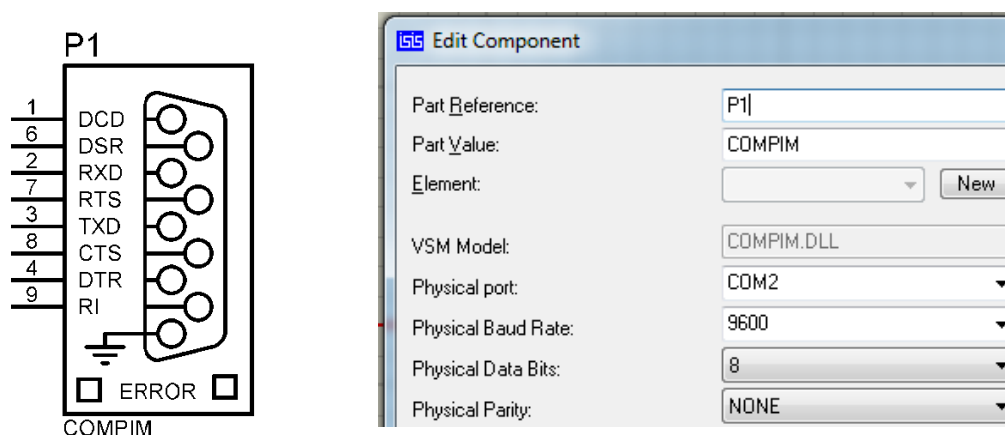 P1
1 DCD
6 DSR
2 RXD
7 RTS
3 TXD
8 CTS
4 DTR
9 RI
ERROR
COMPIM
isis Edit Component
Part Reference: P1
Part Value: COMPIM
Element: New
VSM Model: COMPIM.DLL
Physical port: COM2
Physical Baud Rate: 9600
Physical Data Bits: 8
Physical Parity: NONE